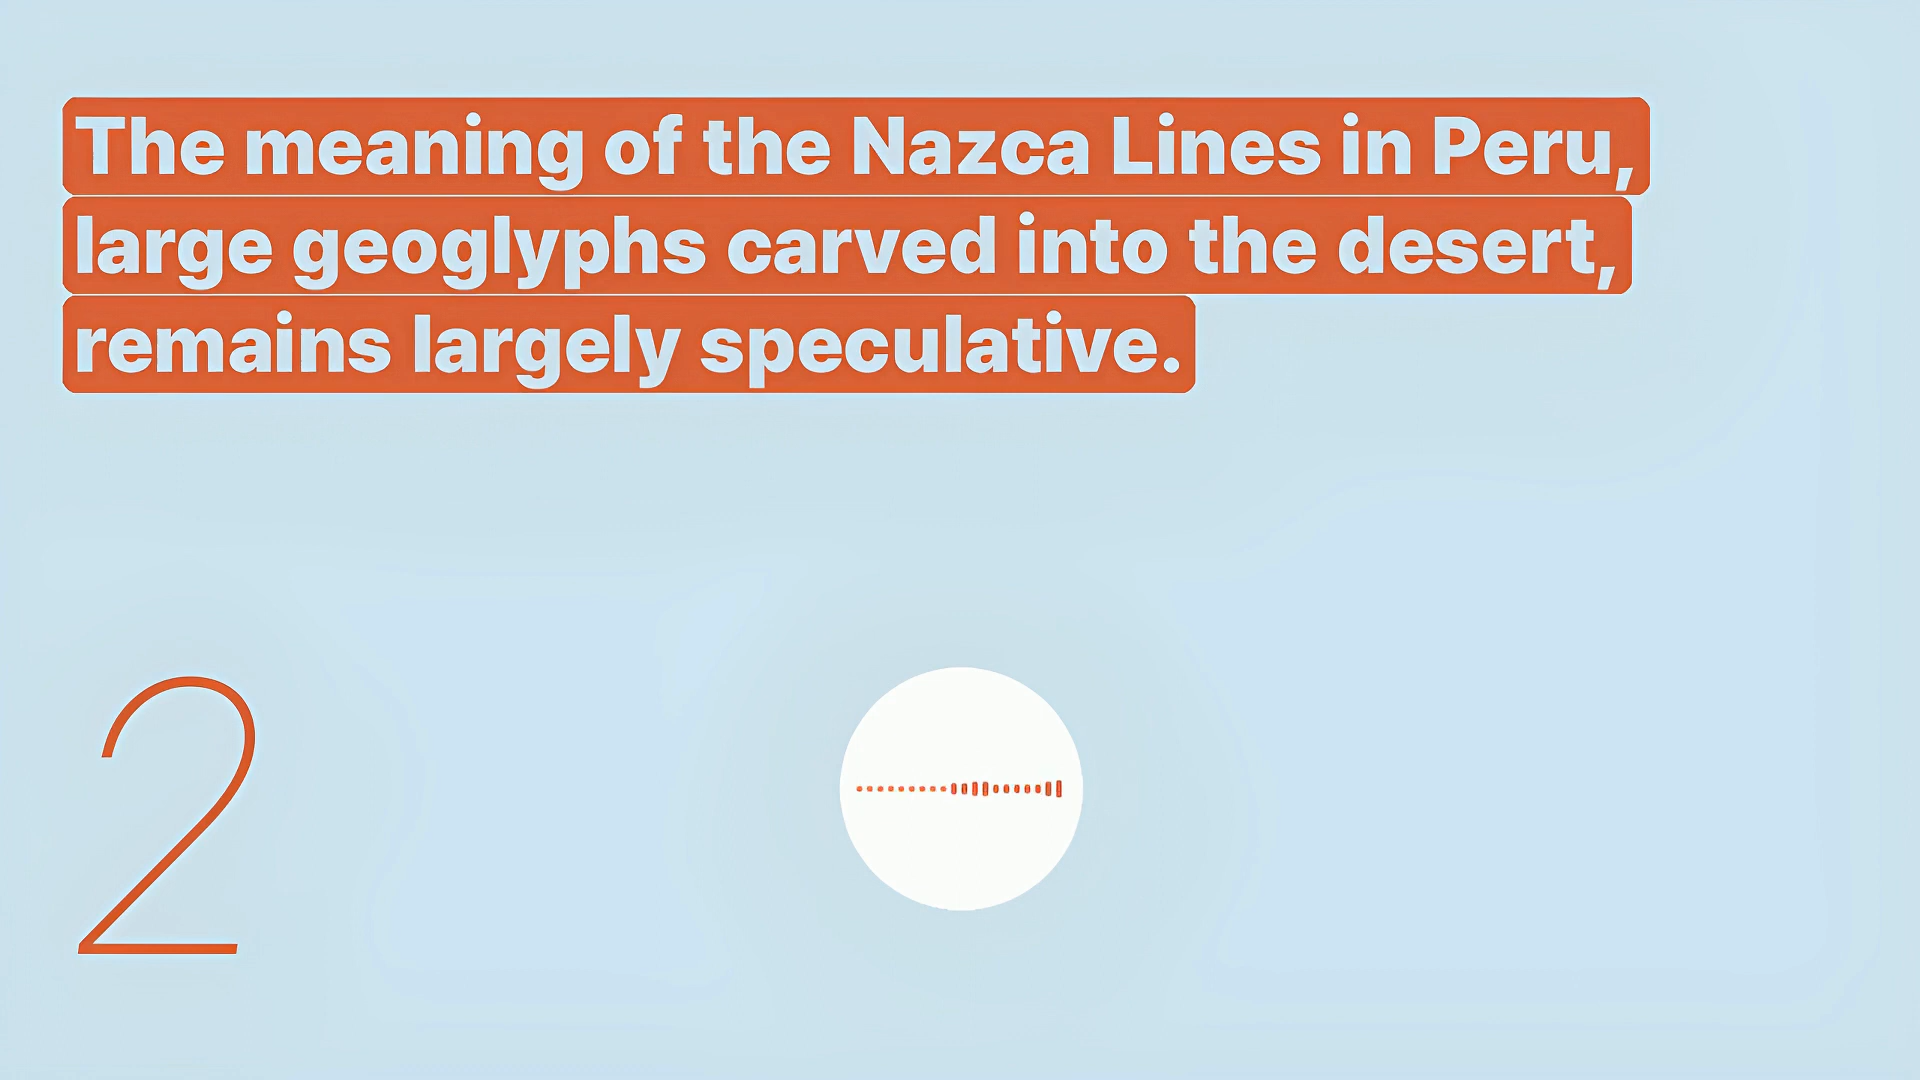 The meaning of the Nazca Lines in Peru,
large geoglyphs carved into the desert,
remains largely speculative.
2